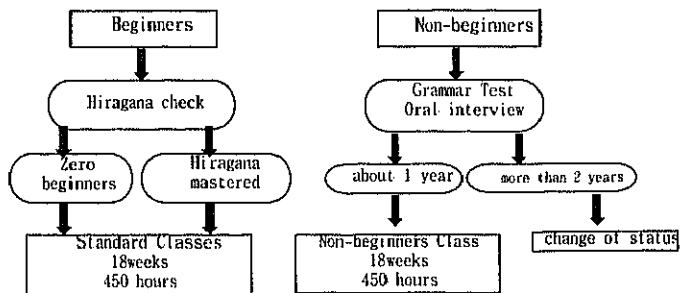 Beginners
Non-beginners
Hiragana check
Grammar Test
Oral interview
Zero
beginners
Hiragana
mastered
about 1 year
more than 2 years
Standard Classes
18weeks
450 hours
Non-beginners Class
18weeks
450 hours
change of status